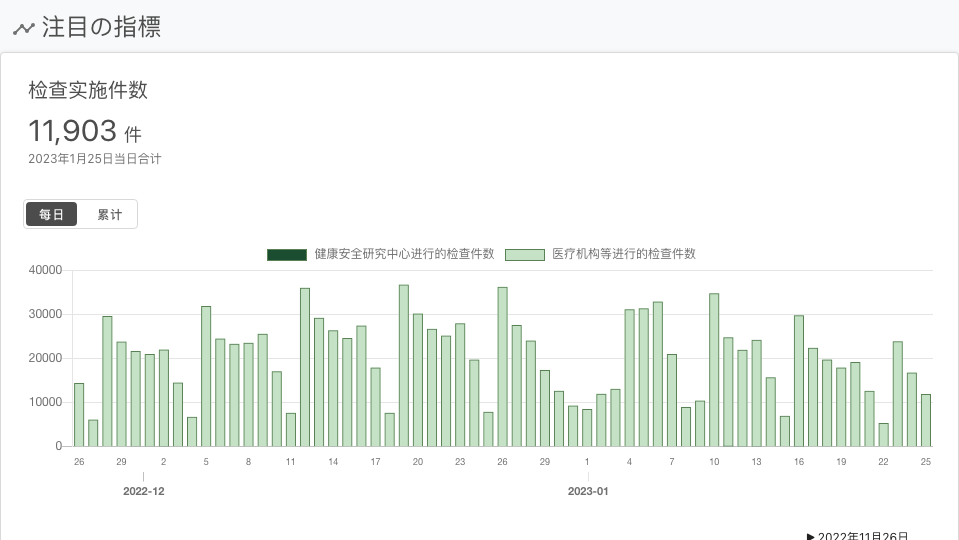 注目の指標
检查实施件数
11,903 件
2023年1月25日当日合计
每日 累计
健康安全研究中心进行的检查件数 医疗机构等进行的检查件数
40000
30000
20000
10000
0
26 29 2 5 8 11 14 17 20 23 26 29 1 4 7 10 13 16 19 22 25
2022-12 2023-01
▶ 2022年11月26日